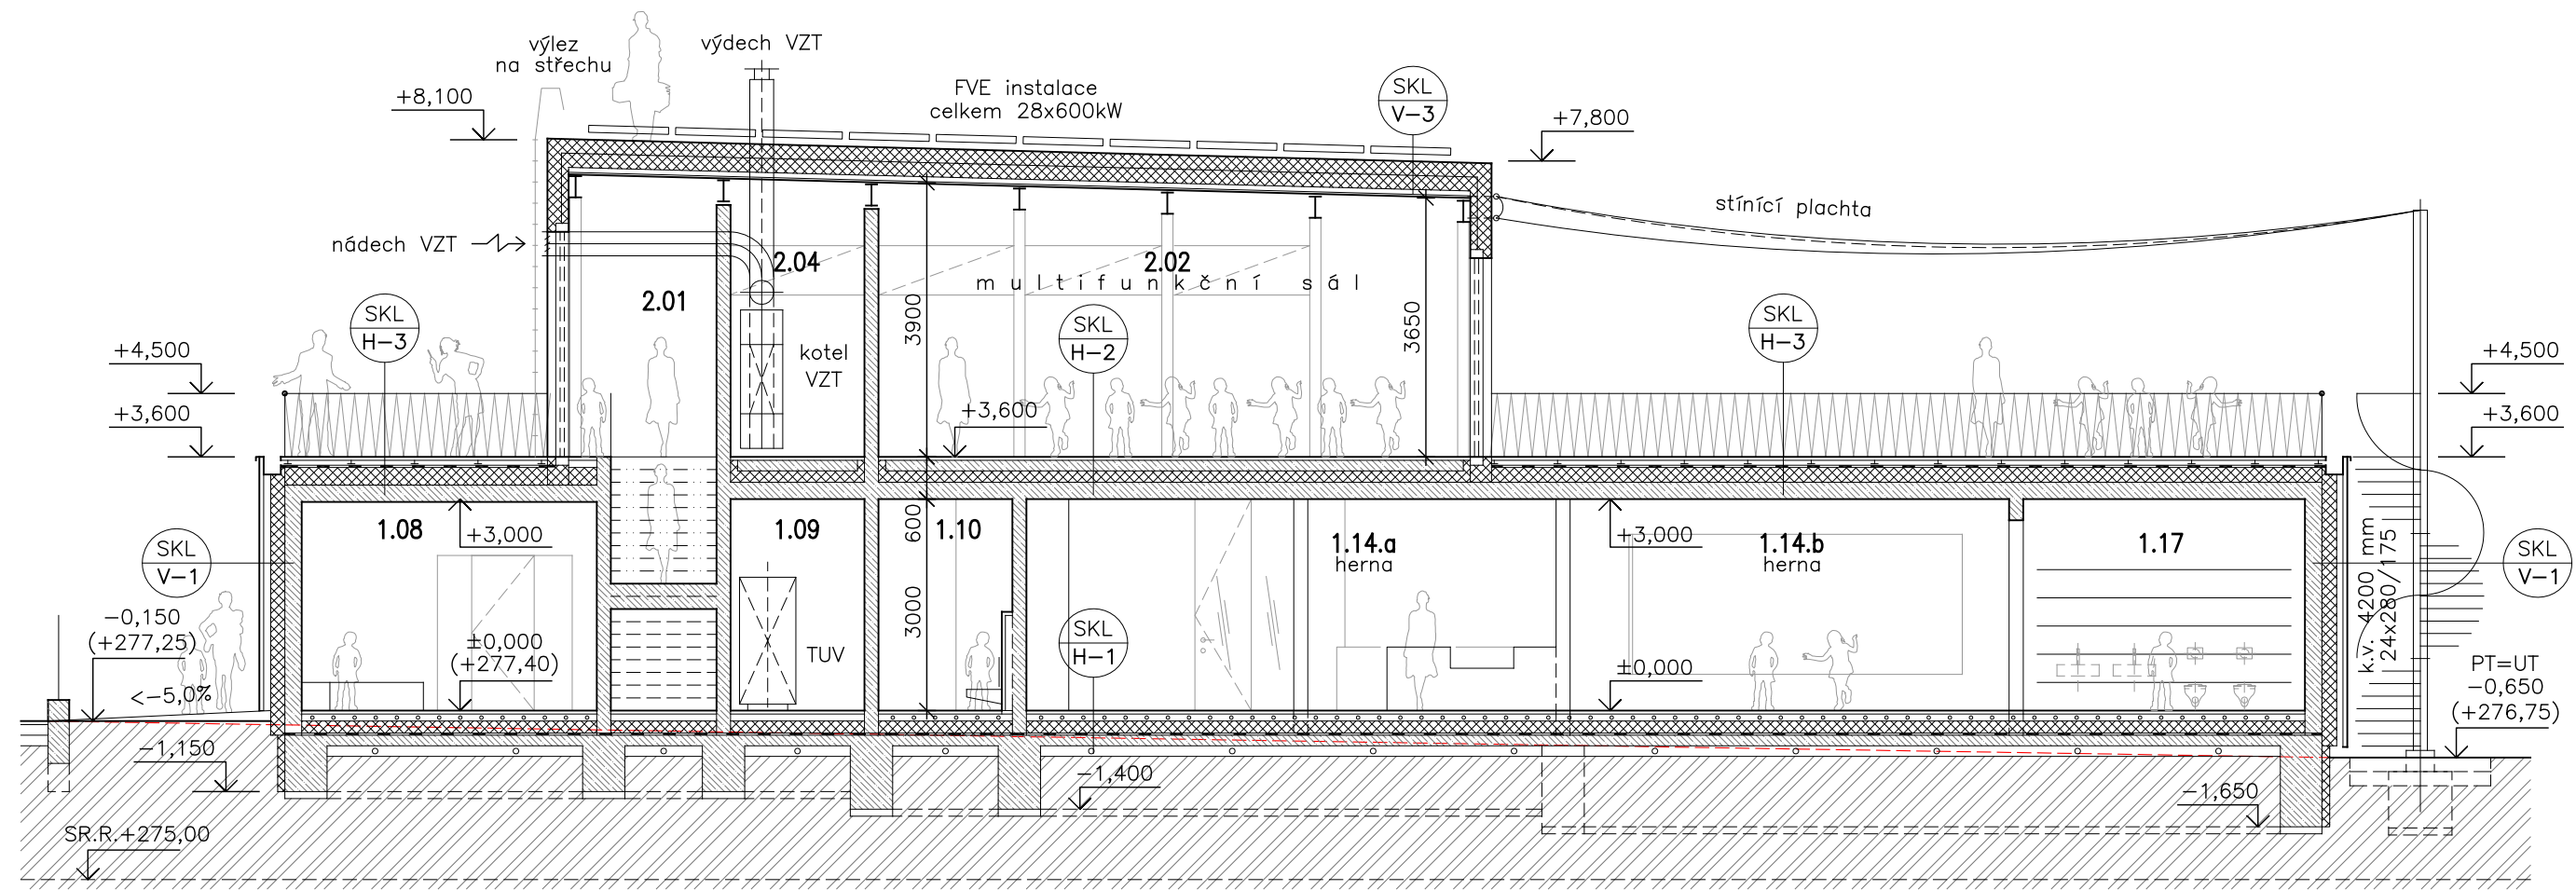 výlez
na střechu
výdech VZT
FVE instalace
celkem 28x600kW
SKL
V-3
+8,100
+7,800
stínící plachta
nádech VZT
2.01
2.04
2.02
multifunkční sál
SKL
H-3
SKL
H-2
SKL
H-3
3900
3650
kotel
VZT
+4,500
+3,600
+3,600
+4,500
+3,600
1.08
+3,000
1.09
600
1.10
1.14.a
herna
+3,000
1.14.b
herna
1.17
SKL
V-1
SKL
V-1
k.v. 4200 mm
24x280/175
-0,150
(+277,25)
<-5,0%
±0,000
(+277,40)
TUV
3000
SKL
H-1
±0,000
PT=UT
-0,650
(+276,75)
-1,150
-1,400
-1,650
SR.R.+275,00